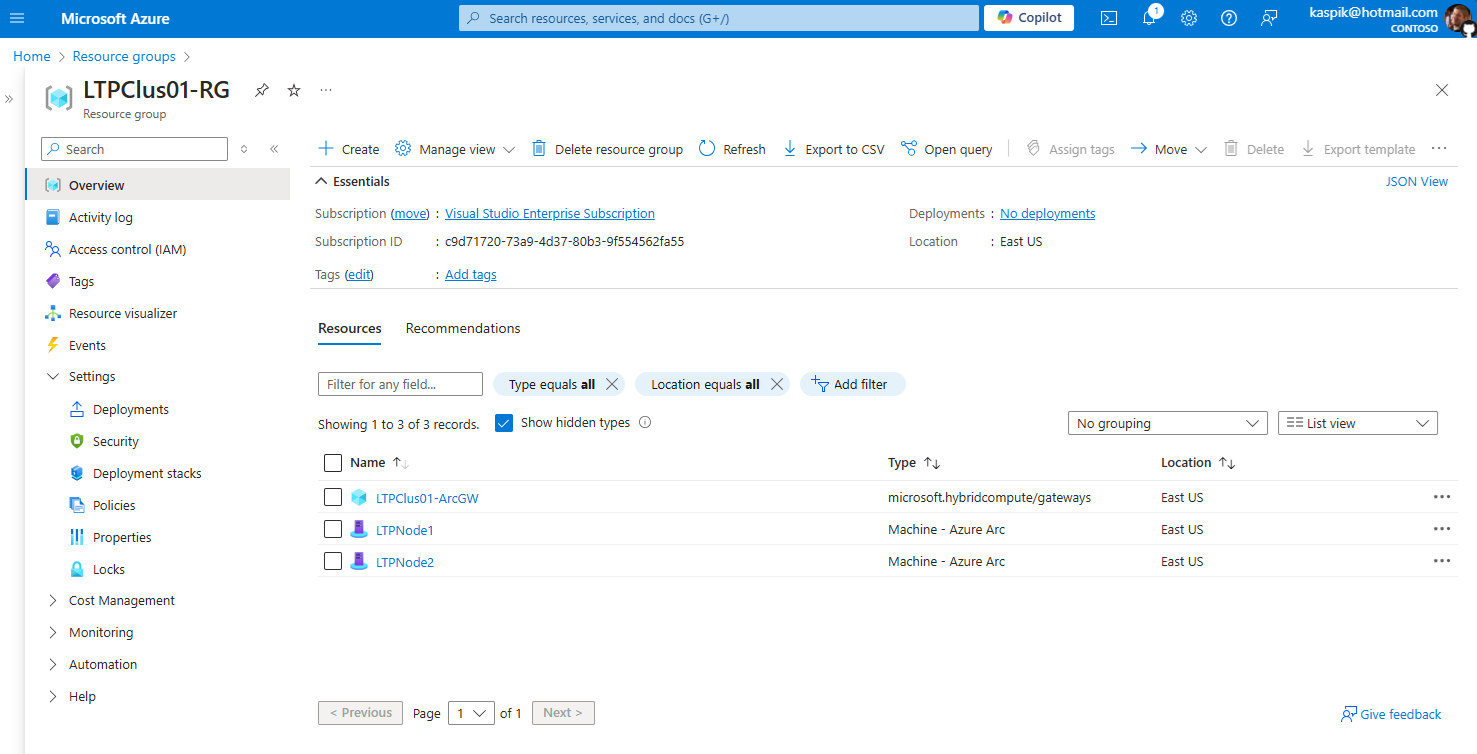 Microsoft Azure
Search resources, services, and docs (G+/)
Copilot
1
kaspik@hotmail.com
CONTOSO
Home > Resource groups >
LTPClus01-RG
Resource group
Search
Overview
Activity log
Access control (IAM)
Tags
Resource visualizer
Events
Settings
Deployments
Security
Deployment stacks
Policies
Properties
Locks
Cost Management
Monitoring
Automation
Help
Create Manage view Delete resource group Refresh Export to CSV Open query Assign tags Move Delete Export template
Essentials JSON View
Subscription (move) : Visual Studio Enterprise Subscription Deployments : No deployments
Subscription ID : c9d71720-73a9-4d37-80b3-9f554562fa55 Location : East US
Tags (edit) : Add tags
Resources Recommendations
Filter for any field... Type equals all Location equals all Add filter
Showing 1 to 3 of 3 records. Show hidden types No grouping List view
Name Type Location
LTPClus01-ArcGW microsoft.hybridcompute/gateways East US
LTPNode1 Machine - Azure Arc East US
LTPNode2 Machine - Azure Arc East US
< Previous Page 1 of 1 Next > Give feedback